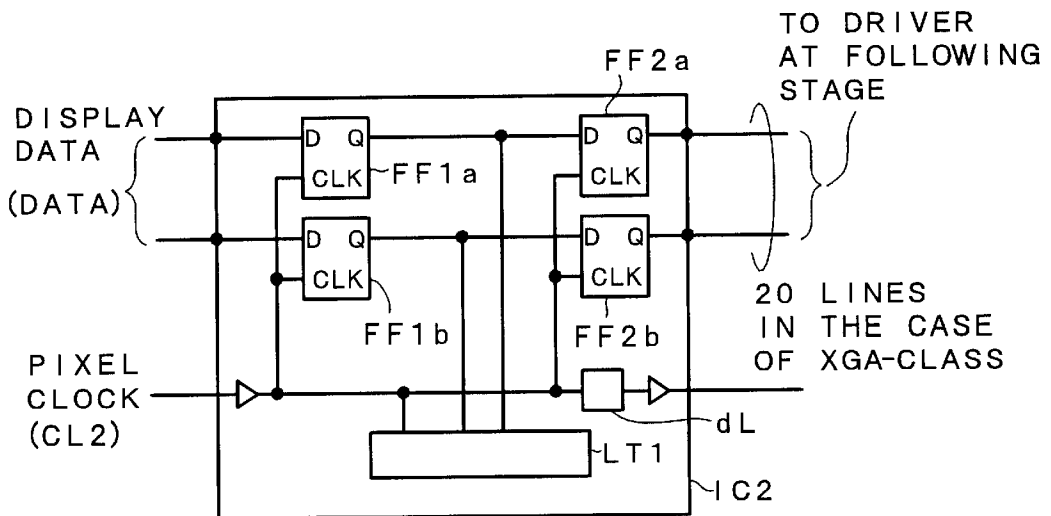 TO DRIVER
AT FOLLOWING
STAGE
FF2a
DISPLAY
DATA
(DATA)
D Q
CLK
FF1a
D Q
CLK
D Q
CLK
FF1b
D Q
CLK
FF2b
20 LINES
IN THE CASE
OF XGA-CLASS
PIXEL
CLOCK
(CL2)
dL
LT1
IC2